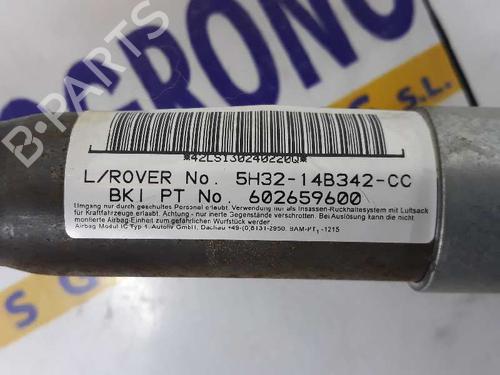 OGRONO
B-PARTS
*42LS130240220Q*
L/ROVER No. 5H32-14B342-CC
BKI PT No. 602659600
Umgang nur durch geschultes Personal erlaubt. Verwendung nur als Insassen-Rückhaltesystem mit Luftsack
für Kraftfahrzeuge erlaubt. Achtung - nur inerte Gegenstände verschrotten. Bei Auslösung kann die nicht
montierte Airbag-Einheit zum gefährlichen Wurfstück werden.
Airbag Modul IC Typ 1. Autoliv GmbH, Dachau +49-(0)8131-2950. BAM-PT1-1215
S.L.